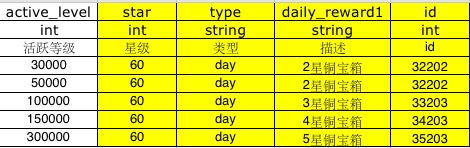 active_level star type daily_reward1 id
int int string string int
活跃等级 星级 类型 描述 id
30000 60 day 2星铜宝箱 32202
50000 60 day 2星铜宝箱 32202
100000 60 day 3星铜宝箱 33203
150000 60 day 4星铜宝箱 34203
300000 60 day 5星铜宝箱 35203